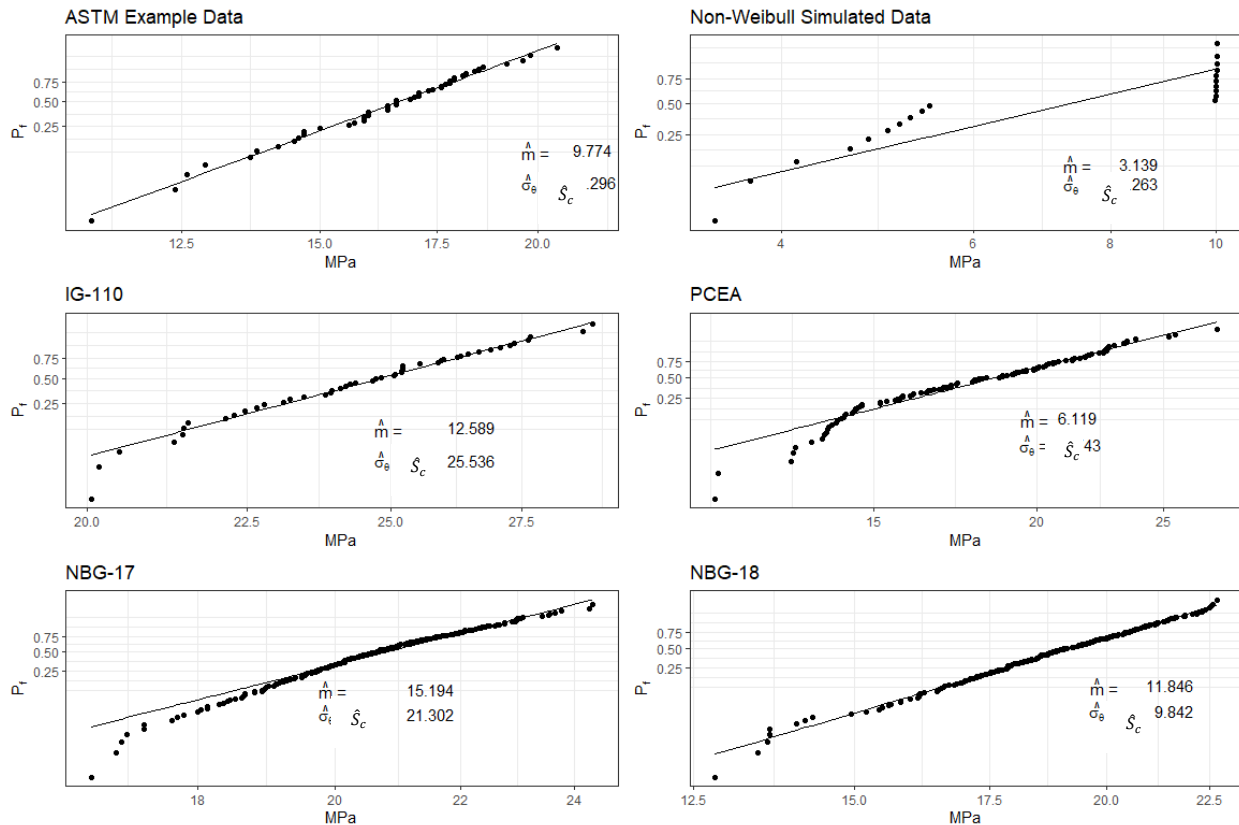 ASTM Example Data
0.75
0.50
0.25
P_f
m̂ = 9.774
σ̂_θ Ŝ_c .296
12.5 15.0 17.5 20.0
MPa
Non-Weibull Simulated Data
0.75
0.50
0.25
P_f
m̂ = 3.139
σ̂_θ Ŝ_c 263
4 6 8 10
MPa
IG-110
0.75
0.50
0.25
P_f
m̂ = 12.589
σ̂_θ Ŝ_c 25.536
20.0 22.5 25.0 27.5
MPa
PCEA
0.75
0.50
0.25
P_f
m̂ = 6.119
σ̂_θ = Ŝ_c 43
15 20 25
MPa
NBG-17
0.75
0.50
0.25
P_f
m̂ = 15.194
σ̂_θ Ŝ_c 21.302
18 20 22 24
MPa
NBG-18
0.75
0.50
0.25
P_f
m̂ = 11.846
σ̂_θ Ŝ_c 9.842
12.5 15.0 17.5 20.0 22.5
MPa